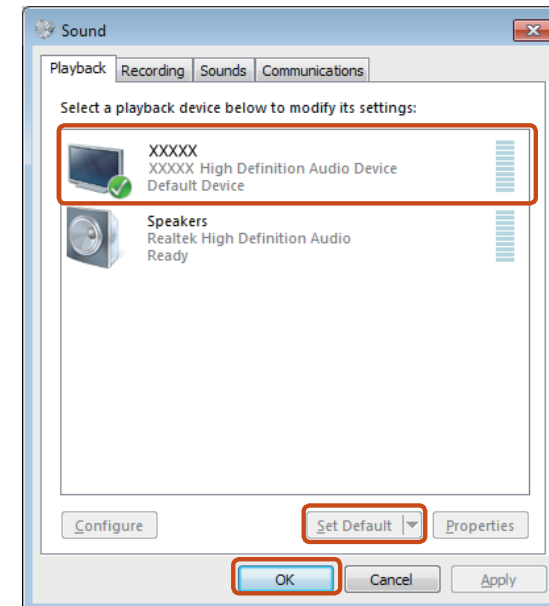 Sound
Playback Recording Sounds Communications
Select a playback device below to modify its settings:
XXXXX
XXXXX High Definition Audio Device
Default Device
Speakers
Realtek High Definition Audio
Ready
Configure Set Default Properties
OK Cancel Apply